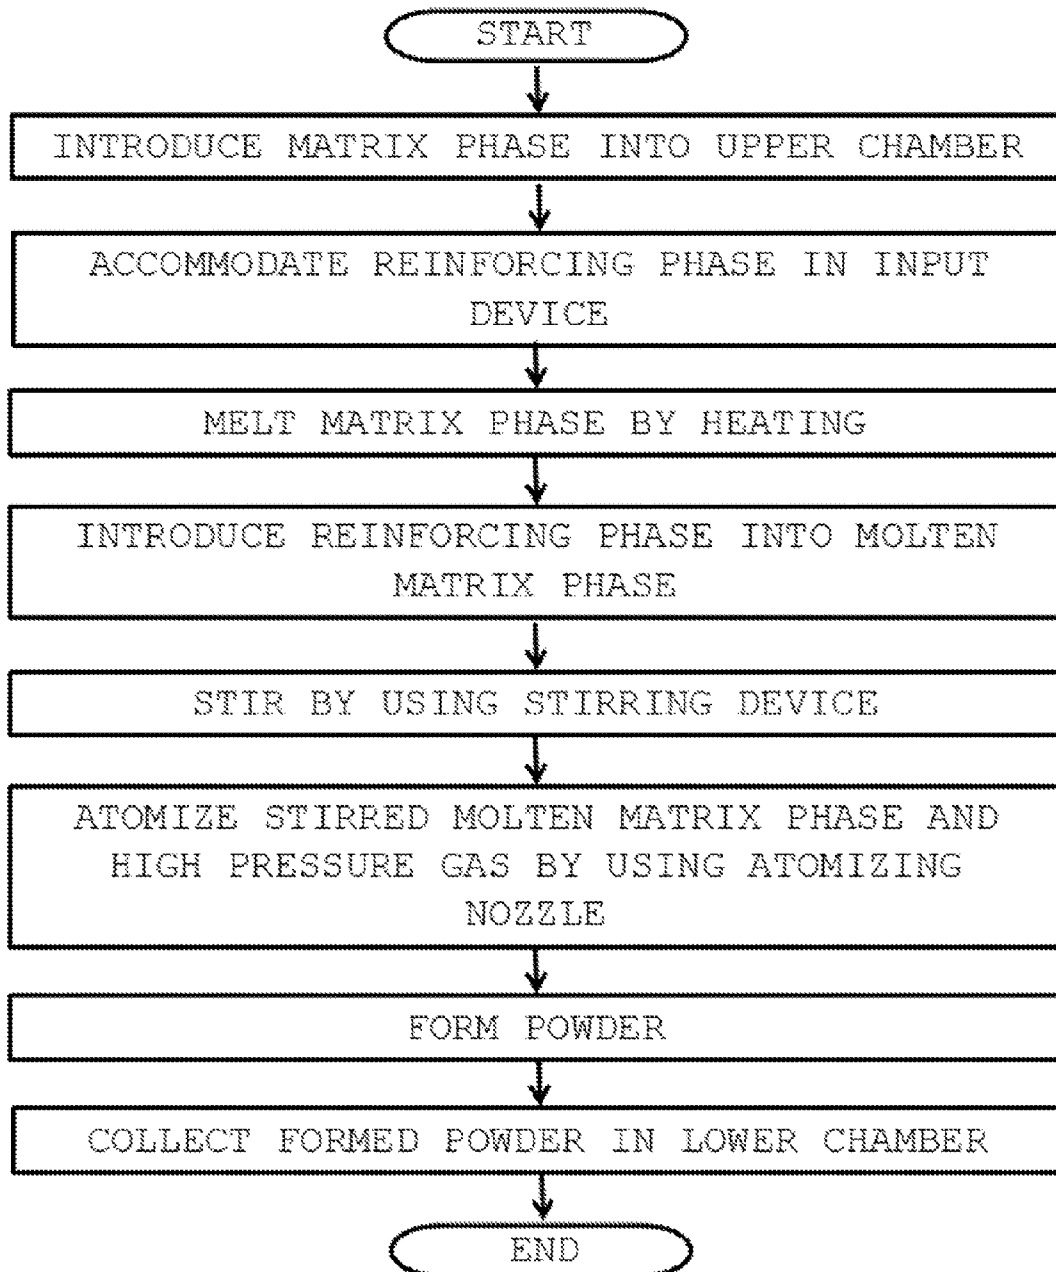 START
INTRODUCE MATRIX PHASE INTO UPPER CHAMBER
ACCOMMODATE REINFORCING PHASE IN INPUT
DEVICE
MELT MATRIX PHASE BY HEATING
INTRODUCE REINFORCING PHASE INTO MOLTEN
MATRIX PHASE
STIR BY USING STIRRING DEVICE
ATOMIZE STIRRED MOLTEN MATRIX PHASE AND
HIGH PRESSURE GAS BY USING ATOMIZING
NOZZLE
FORM POWDER
COLLECT FORMED POWDER IN LOWER CHAMBER
END